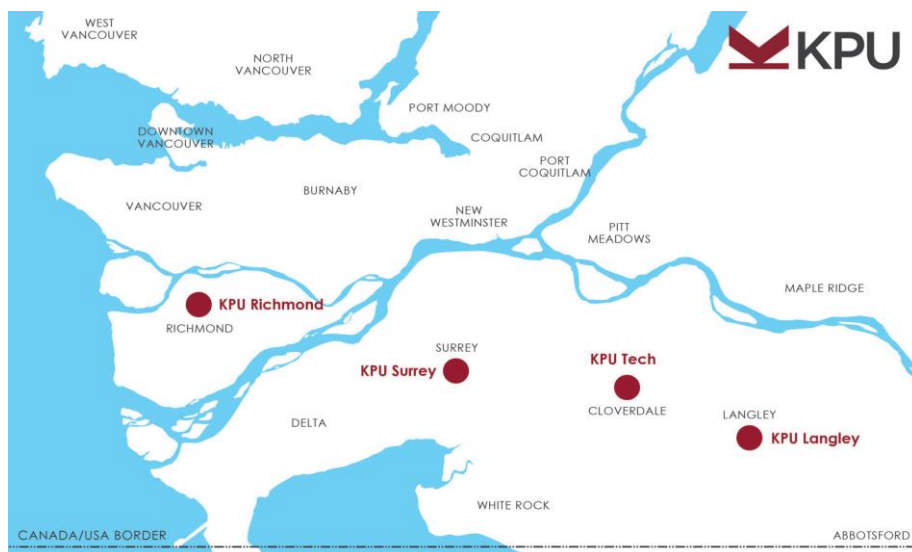 WEST
VANCOUVER
KPU
NORTH
VANCOUVER
PORT MOODY
DOWNTOWN
VANCOUVER
COQUITLAM
PORT
COQUITLAM
BURNABY
VANCOUVER
NEW
WESTMINSTER
PITT
MEADOWS
MAPLE RIDGE
KPU Richmond
RICHMOND
SURREY
KPU Surrey
KPU Tech
CLOVERDALE
LANGLEY
KPU Langley
DELTA
WHITE ROCK
CANADA/USA BORDER
ABBOTSFORD